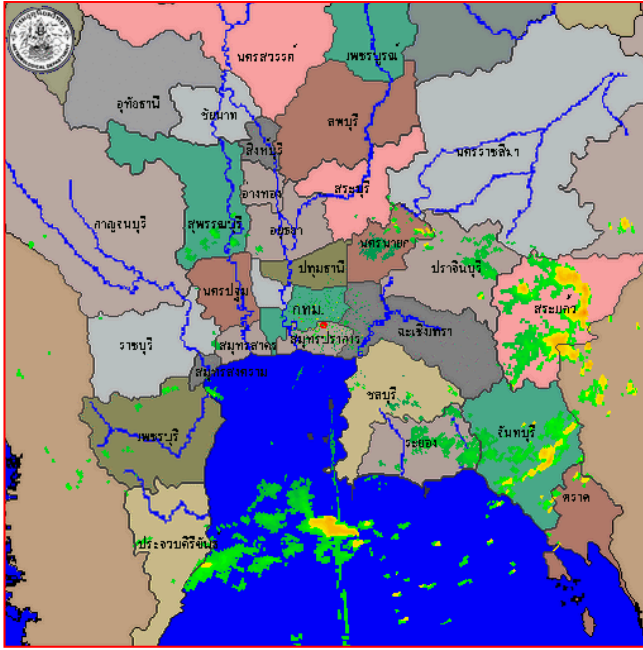 นครสวรรค์
เพชรบูรณ์
อุทัยธานี
ชัยนาท
ลพบุรี
สิงห์บุรี
นครราชสีมา
อ่างทอง
สระบุรี
กาญจนบุรี
สุพรรณบุรี
อยุธยา
นครนายก
ปราจีนบุรี
ปทุมธานี
นครปฐม
สระแก้ว
กทม.
ฉะเชิงเทรา
ราชบุรี
สมุทรสาคร
สมุทรปราการ
สมุทรสงคราม
ชลบุรี
เพชรบุรี
ระยอง
จันทบุรี
ตราด
ประจวบคีรีขันธ์